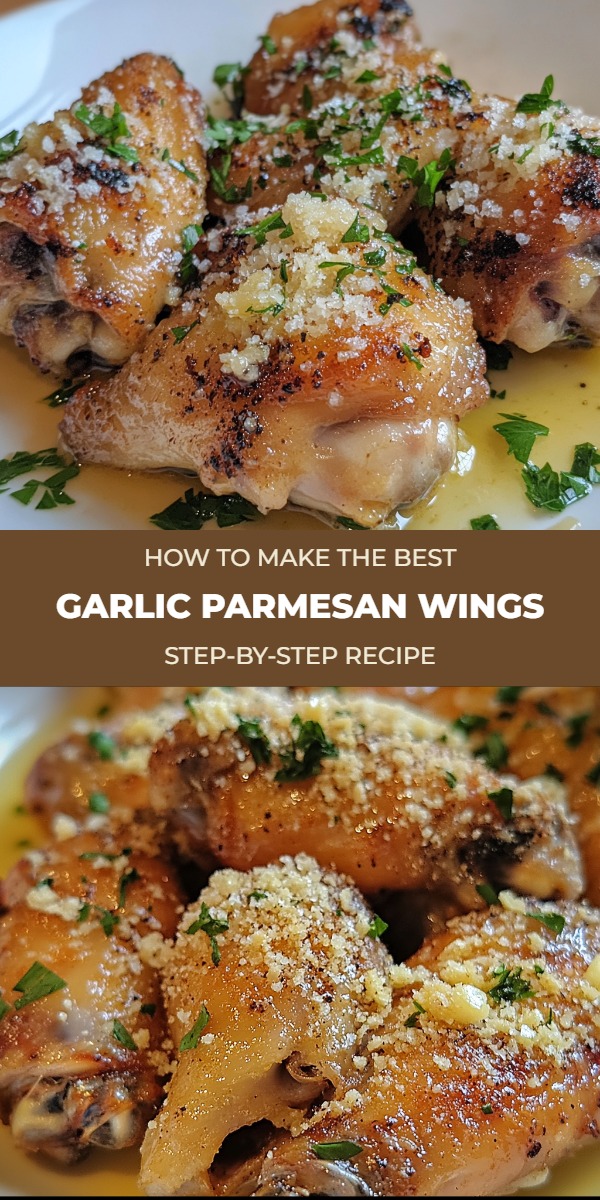 HOW TO MAKE THE BEST
GARLIC PARMESAN WINGS
STEP-BY-STEP RECIPE